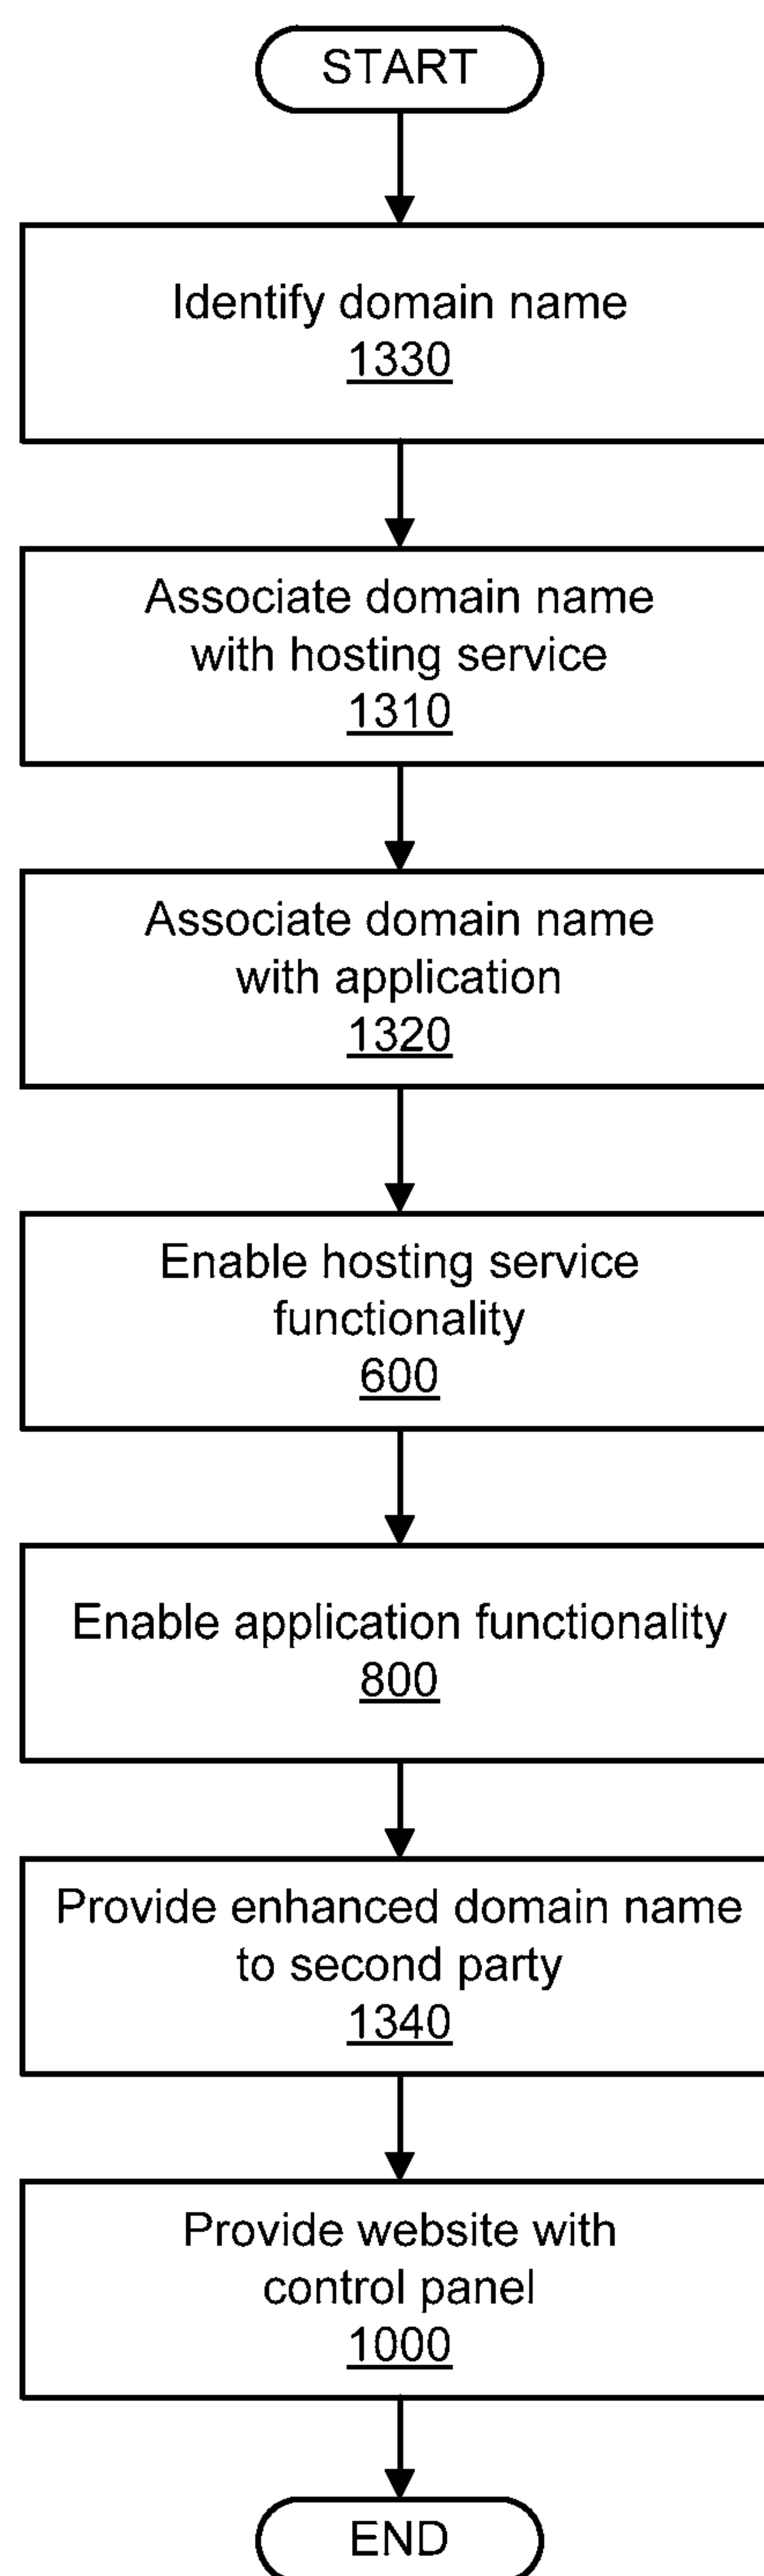 START
Identify domain name
1330
Associate domain name
with hosting service
1310
Associate domain name
with application
1320
Enable hosting service
functionality
600
Enable application functionality
800
Provide enhanced domain name
to second party
1340
Provide website with
control panel
1000
END